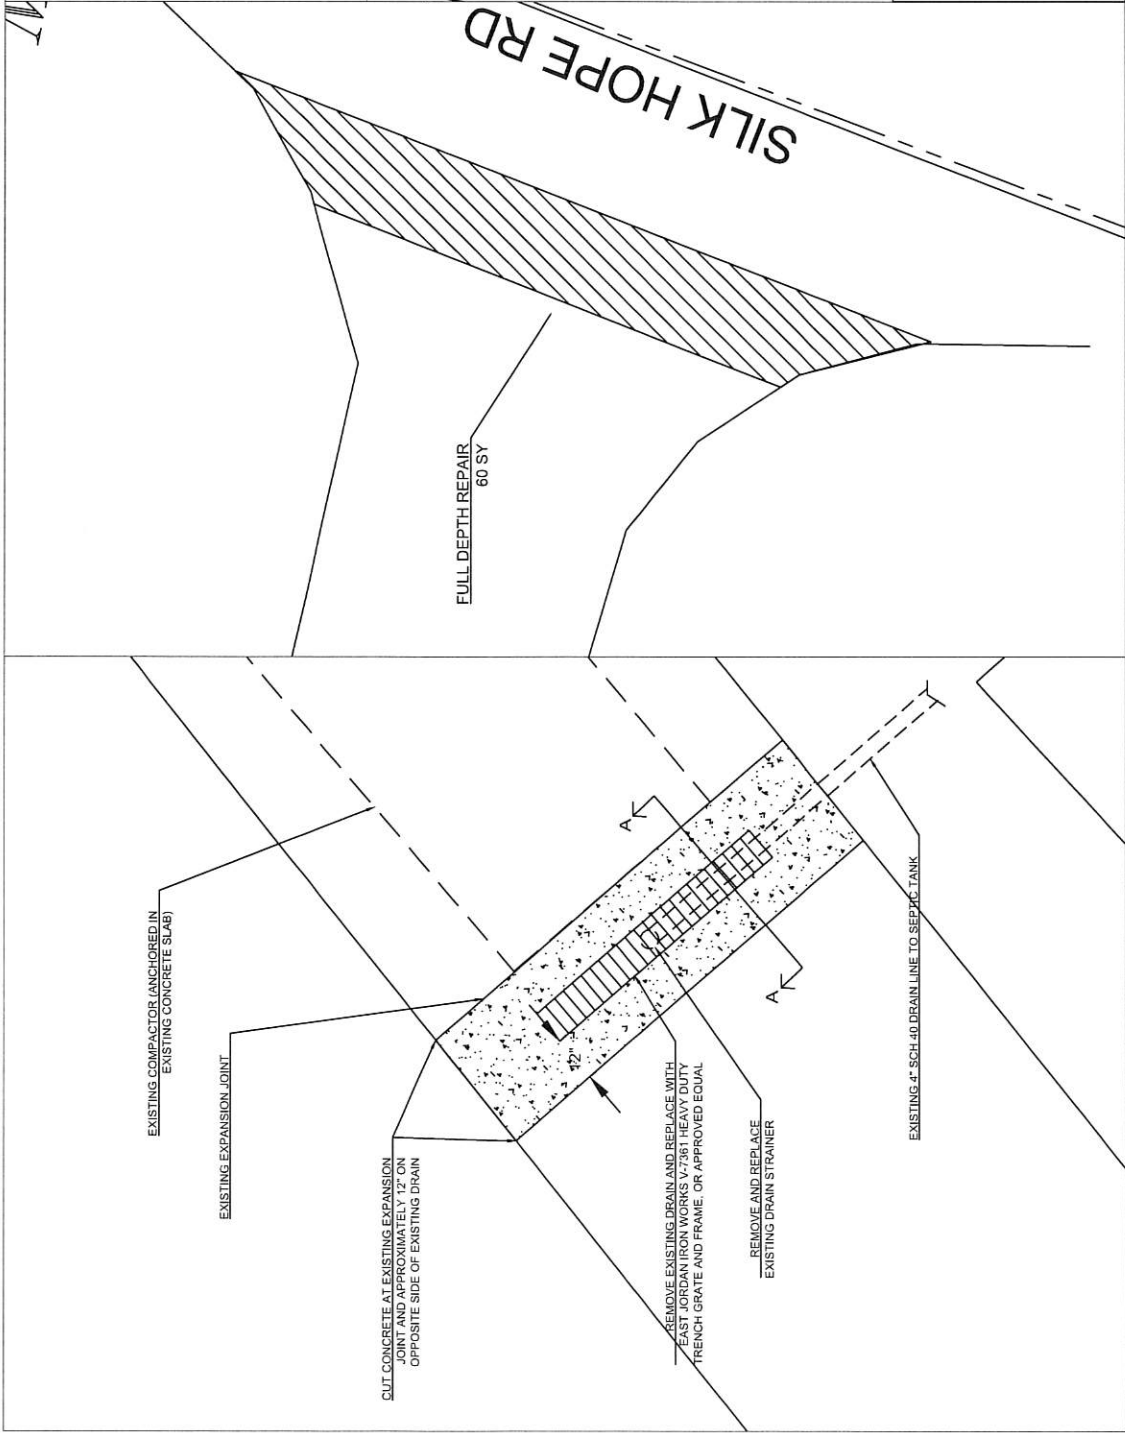 SILK HOPE RD
FULL DEPTH REPAIR
60 SY
EXISTING COMPACTOR (ANCHORED IN
EXISTING CONCRETE SLAB)
EXISTING EXPANSION JOINT
CUT CONCRETE AT EXISTING EXPANSION
JOINT AND APPROXIMATELY 12" ON
OPPOSITE SIDE OF EXISTING DRAIN
12"
A
A
REMOVE EXISTING DRAIN AND REPLACE WITH
EAST JORDAN IRON WORKS V-7361 HEAVY DUTY
TRENCH GRATE AND FRAME, OR APPROVED EQUAL
REMOVE AND REPLACE
EXISTING DRAIN STRAINER
EXISTING 4" SCH 40 DRAIN LINE TO SEPTIC TANK